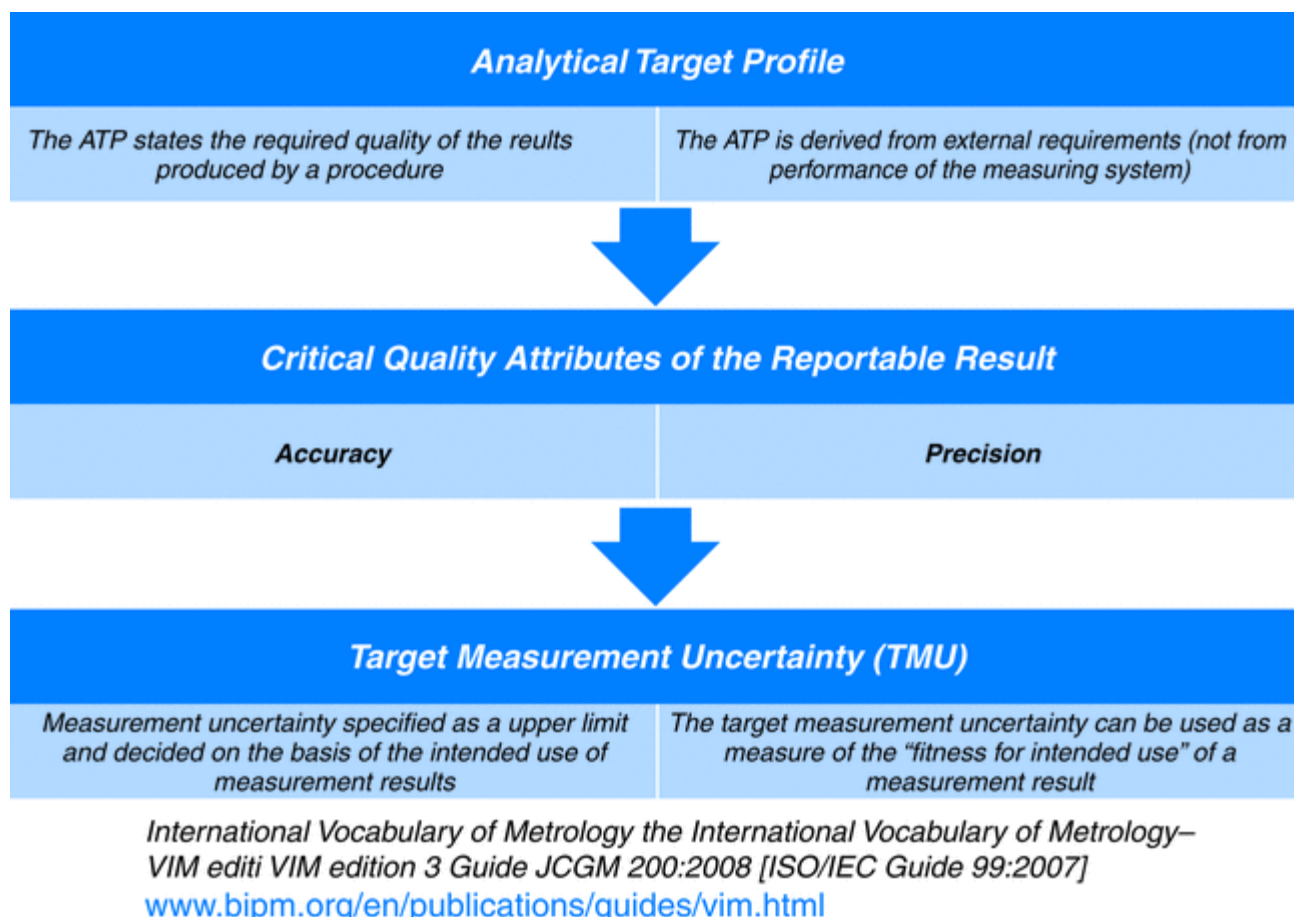 Analytical Target Profile
The ATP states the required quality of the reults
produced by a procedure
The ATP is derived from external requirements (not from
performance of the measuring system)
Critical Quality Attributes of the Reportable Result
Accuracy
Precision
Target Measurement Uncertainty (TMU)
Measurement uncertainty specified as a upper limit
and decided on the basis of the intended use of
measurement results
The target measurement uncertainty can be used as a
measure of the “fitness for intended use” of a
measurement result
International Vocabulary of Metrology the International Vocabulary of Metrology–
VIM editi VIM edition 3 Guide JCGM 200:2008 [ISO/IEC Guide 99:2007]
www.bipm.org/en/publications/guides/vim.html